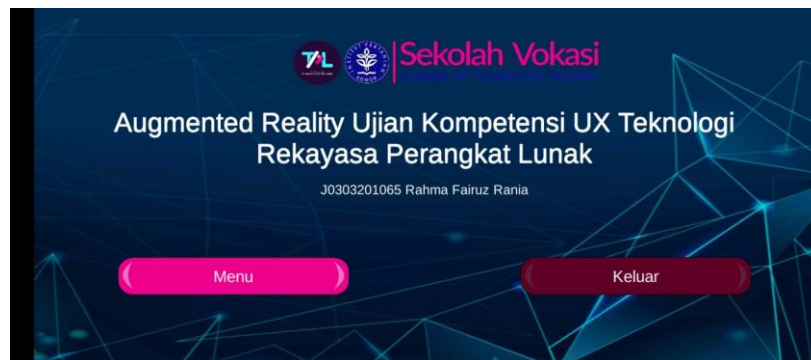 Sekolah Vokasi
Augmented Reality Ujian Kompetensi UX Teknologi
Rekayasa Perangkat Lunak
J0303201065 Rahma Fairuz Rania
Menu
Keluar